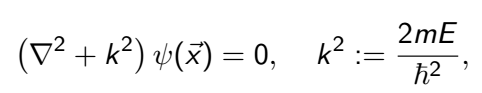 (∇² + k²) ψ(x⃗) = 0, k² := 2mE/ħ²,